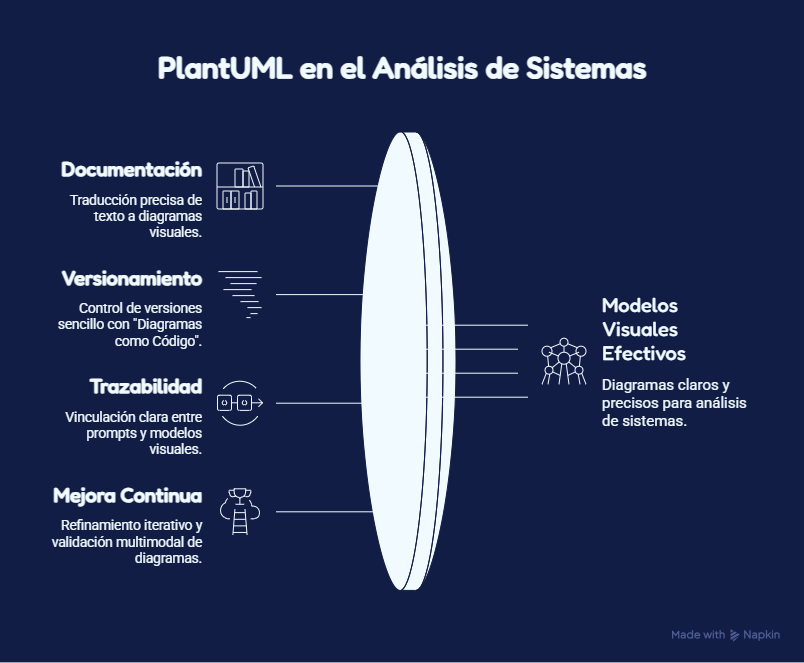 PlantUML en el Análisis de Sistemas
Documentación
Traducción precisa de
texto a diagramas
visuales.
Versionamiento
Control de versiones
sencillo con "Diagramas
como Código".
Trazabilidad
Vinculación clara entre
prompts y modelos
visuales.
Mejora Continua
Refinamiento iterativo y
validación multimodal de
diagramas.
Modelos
Visuales
Efectivos
Diagramas claros y
precisos para análisis
de sistemas.
Made with Napkin